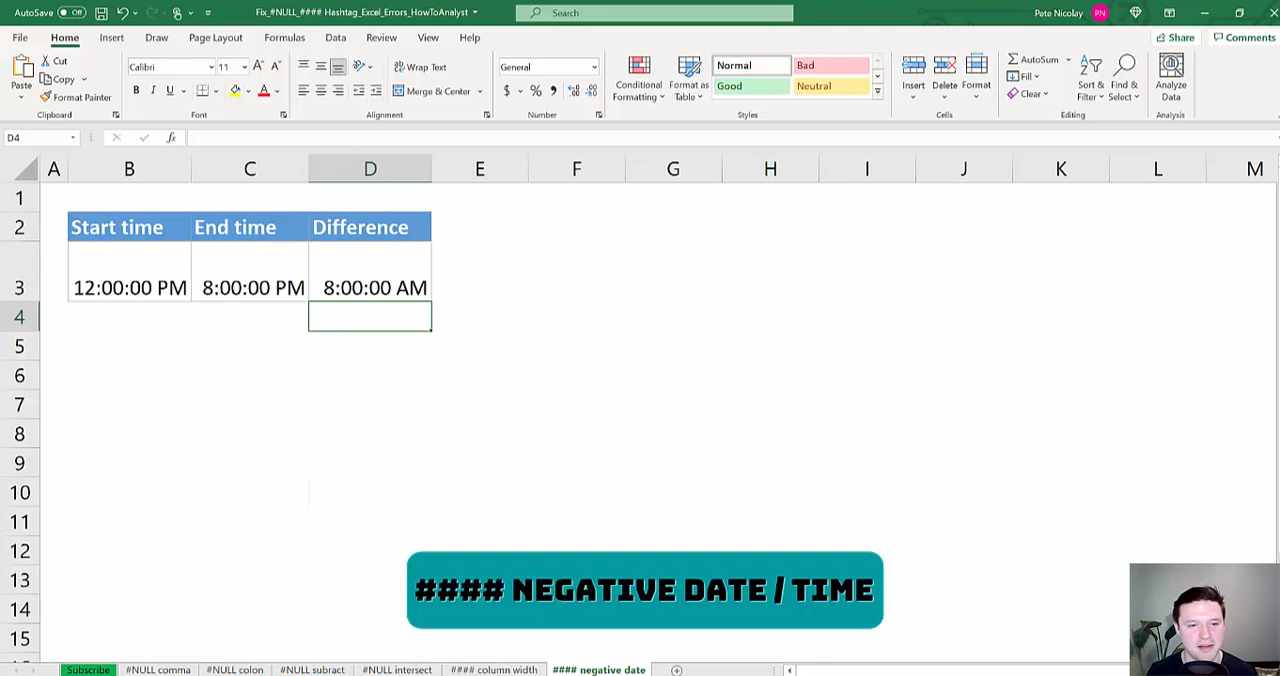 AutoSave Off Fix_#NULL_#### Hashtag_Excel_Errors_HowToAnalyst Search Pete Nicolay PN
File Home Insert Draw Page Layout Formulas Data Review View Help Share Comments
Paste Cut Copy Format Painter Clipboard
Calibri 11 B I U A A A Font
Wrap Text Merge & Center Alignment
General $ % , Number
Conditional Formatting Format as Table Normal Bad Good Neutral Styles
Insert Delete Format Cells
AutoSum Fill Clear Sort & Filter Find & Select Editing
Analyze Data Analysis
D4 fx
A B C D E F G H I J K L M
1
2 Start time End time Difference
3 12:00:00 PM 8:00:00 PM 8:00:00 AM
4
5
6
7
8
9
10
11
12
13
14
15
#### NEGATIVE DATE / TIME
Subscribe #NULL comma #NULL colon #NULL subract #NULL intersect #### column width #### negative date